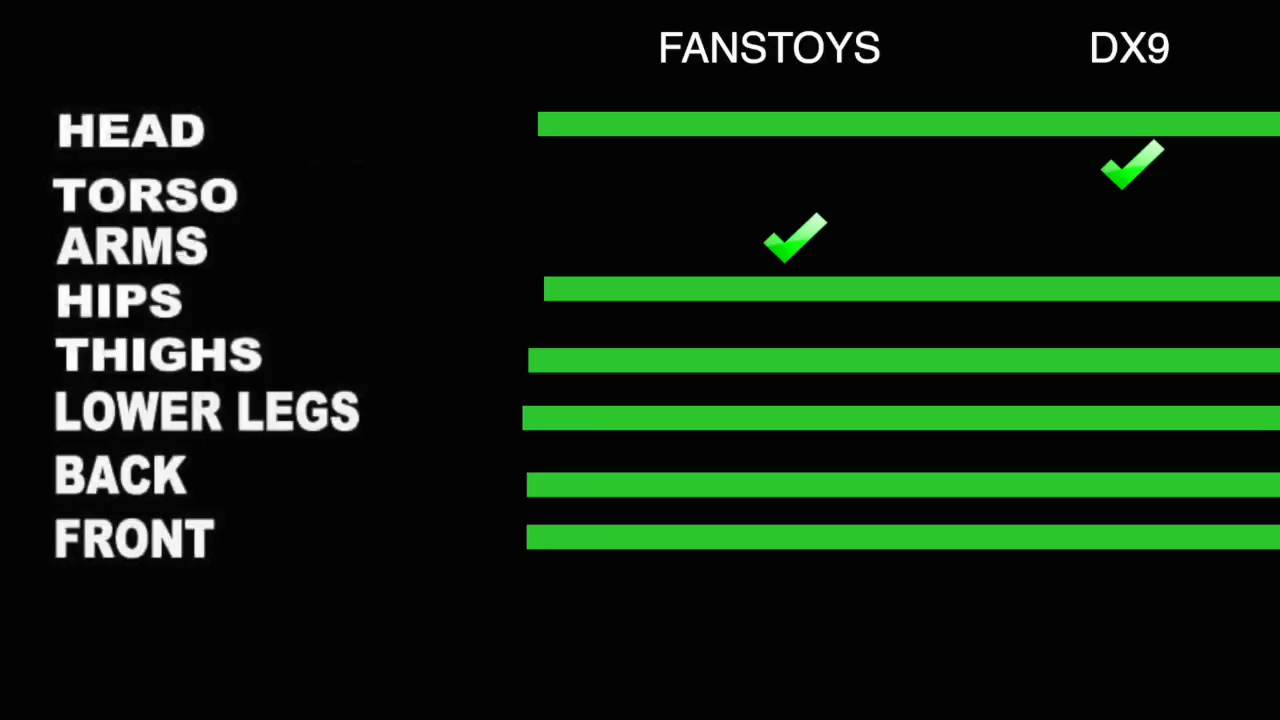 FANSTOYS DX9
HEAD
TORSO
ARMS
HIPS
THIGHS
LOWER LEGS
BACK
FRONT